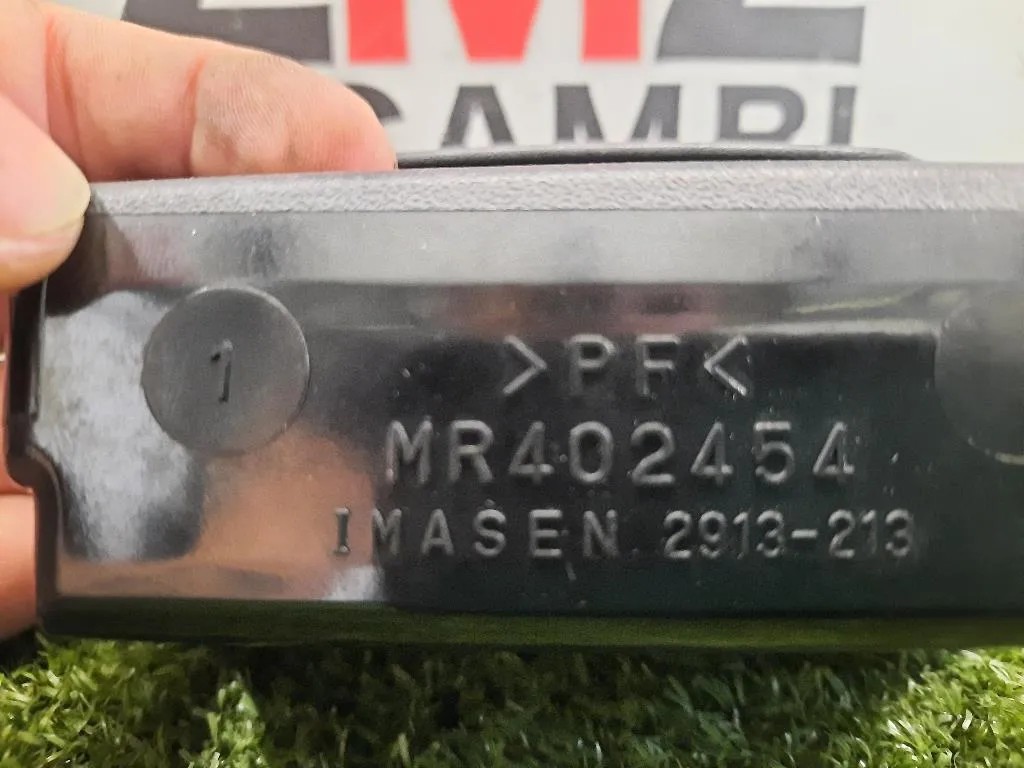 CAMBI
1
>PF<
MR402454
IMASEN 2913-213